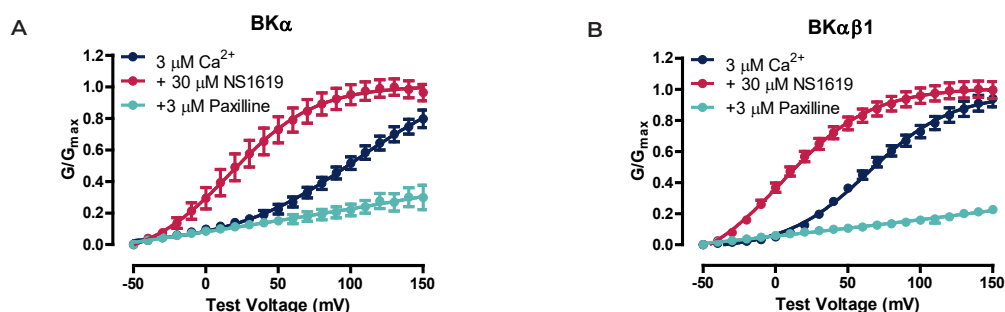 A
BKα
3 μM Ca²⁺
+ 30 μM NS1619
+3 μM Paxilline
G/Gmax
1.2
1.0
0.8
0.6
0.4
0.2
0.0
-50 0 50 100 150
Test Voltage (mV)
B
BKαβ1
3 μM Ca²⁺
+ 30 μM NS1619
+3 μM Paxilline
G/Gmax
1.2
1.0
0.8
0.6
0.4
0.2
0.0
-50 0 50 100 150
Test Voltage (mV)